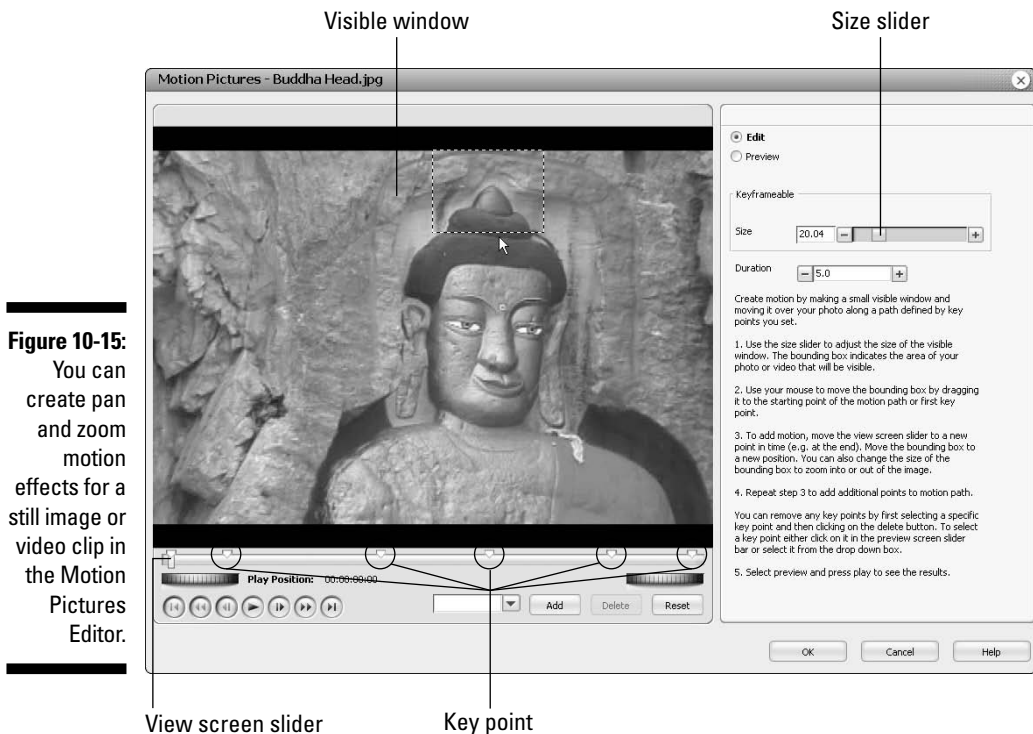 Visible window
Size slider
Motion Pictures - Buddha Head.jpg
Edit
Preview
Keyframeable
Size
20.04
Duration
5.0
Create motion by making a small visible window and
moving it over your photo along a path defined by key
points you set.
1. Use the size slider to adjust the size of the visible
window. The bounding box indicates the area of your
photo or video that will be visible.
2. Use your mouse to move the bounding box by dragging
it to the starting point of the motion path or first key
point.
3. To add motion, move the view screen slider to a new
point in time (e.g. at the end). Move the bounding box to
a new position. You can also change the size of the
bounding box to zoom into or out of the image.
4. Repeat step 3 to add additional points to motion path.
You can remove any key points by first selecting a specific
key point and then clicking on the delete button. To select
a key point either click on it in the preview screen slider
bar or select it from the drop down box.
5. Select preview and press play to see the results.
Play Position: 00:00:00:00
Add
Delete
Reset
OK
Cancel
Help
Figure 10-15:
You can
create pan
and zoom
motion
effects for a
still image or
video clip in
the Motion
Pictures
Editor.
View screen slider
Key point